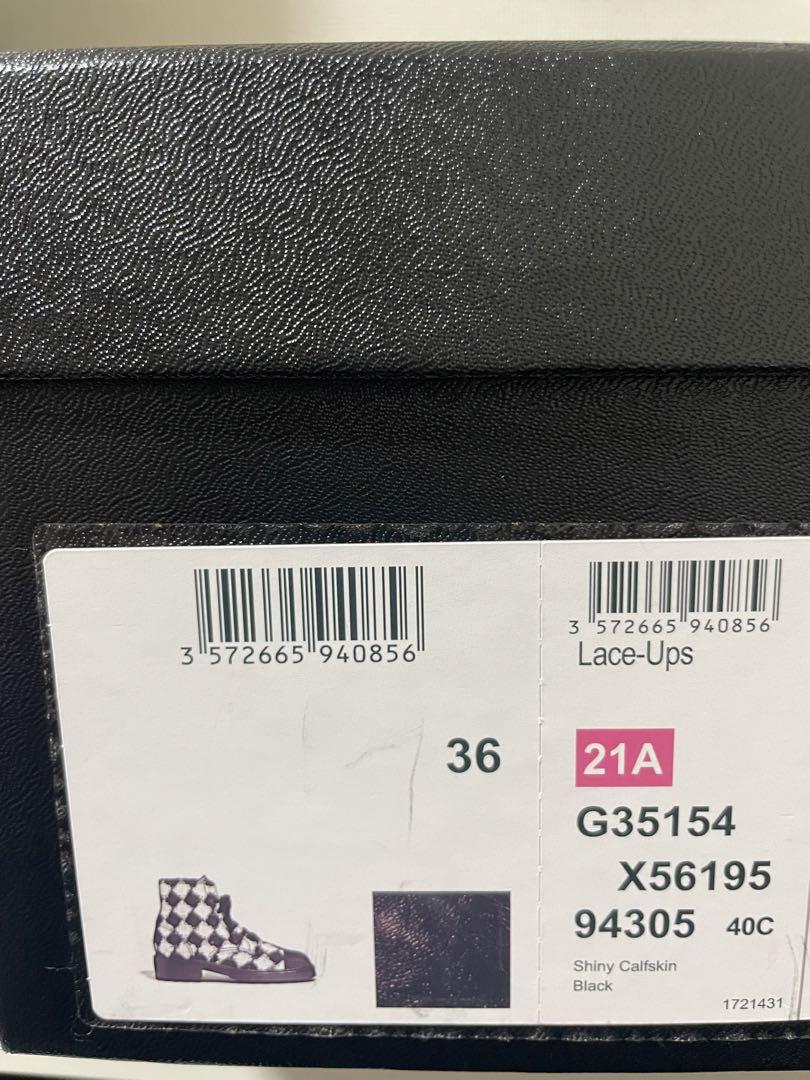 3 572665 940856
36
3 572665 940856
Lace-Ups
21A
G35154
X56195
94305 40C
Shiny Calfskin
Black
1721431